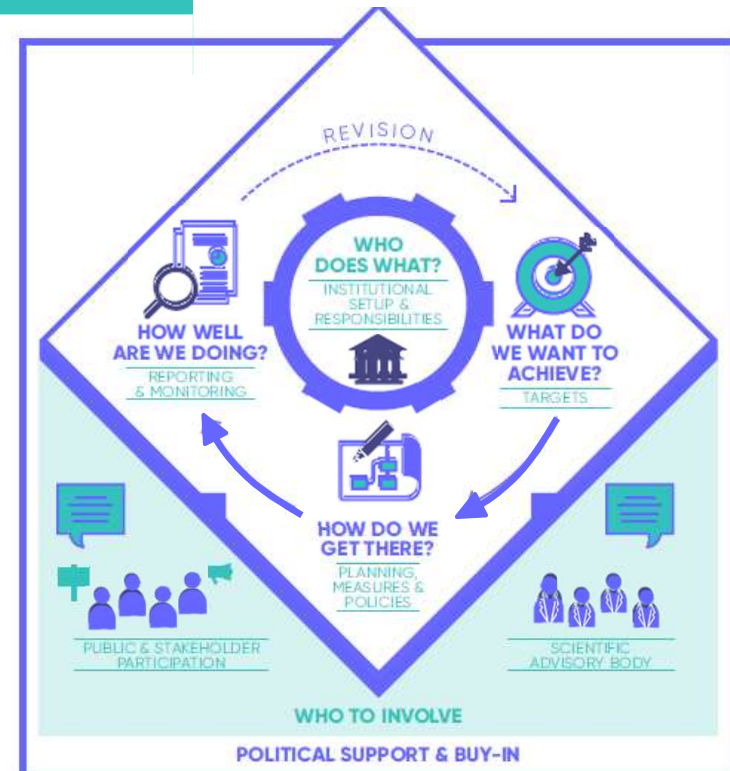 REVISION
WHO
DOES WHAT?
INSTITUTIONAL
SETUP &
RESPONSIBILITIES
HOW WELL
ARE WE DOING?
REPORTING
& MONITORING
WHAT DO
WE WANT TO
ACHIEVE?
TARGETS
HOW DO WE
GET THERE?
PLANNING,
MEASURES &
POLICIES
PUBLIC & STAKEHOLDER
PARTICIPATION
SCIENTIFIC
ADVISORY BODY
WHO TO INVOLVE
POLITICAL SUPPORT & BUY-IN